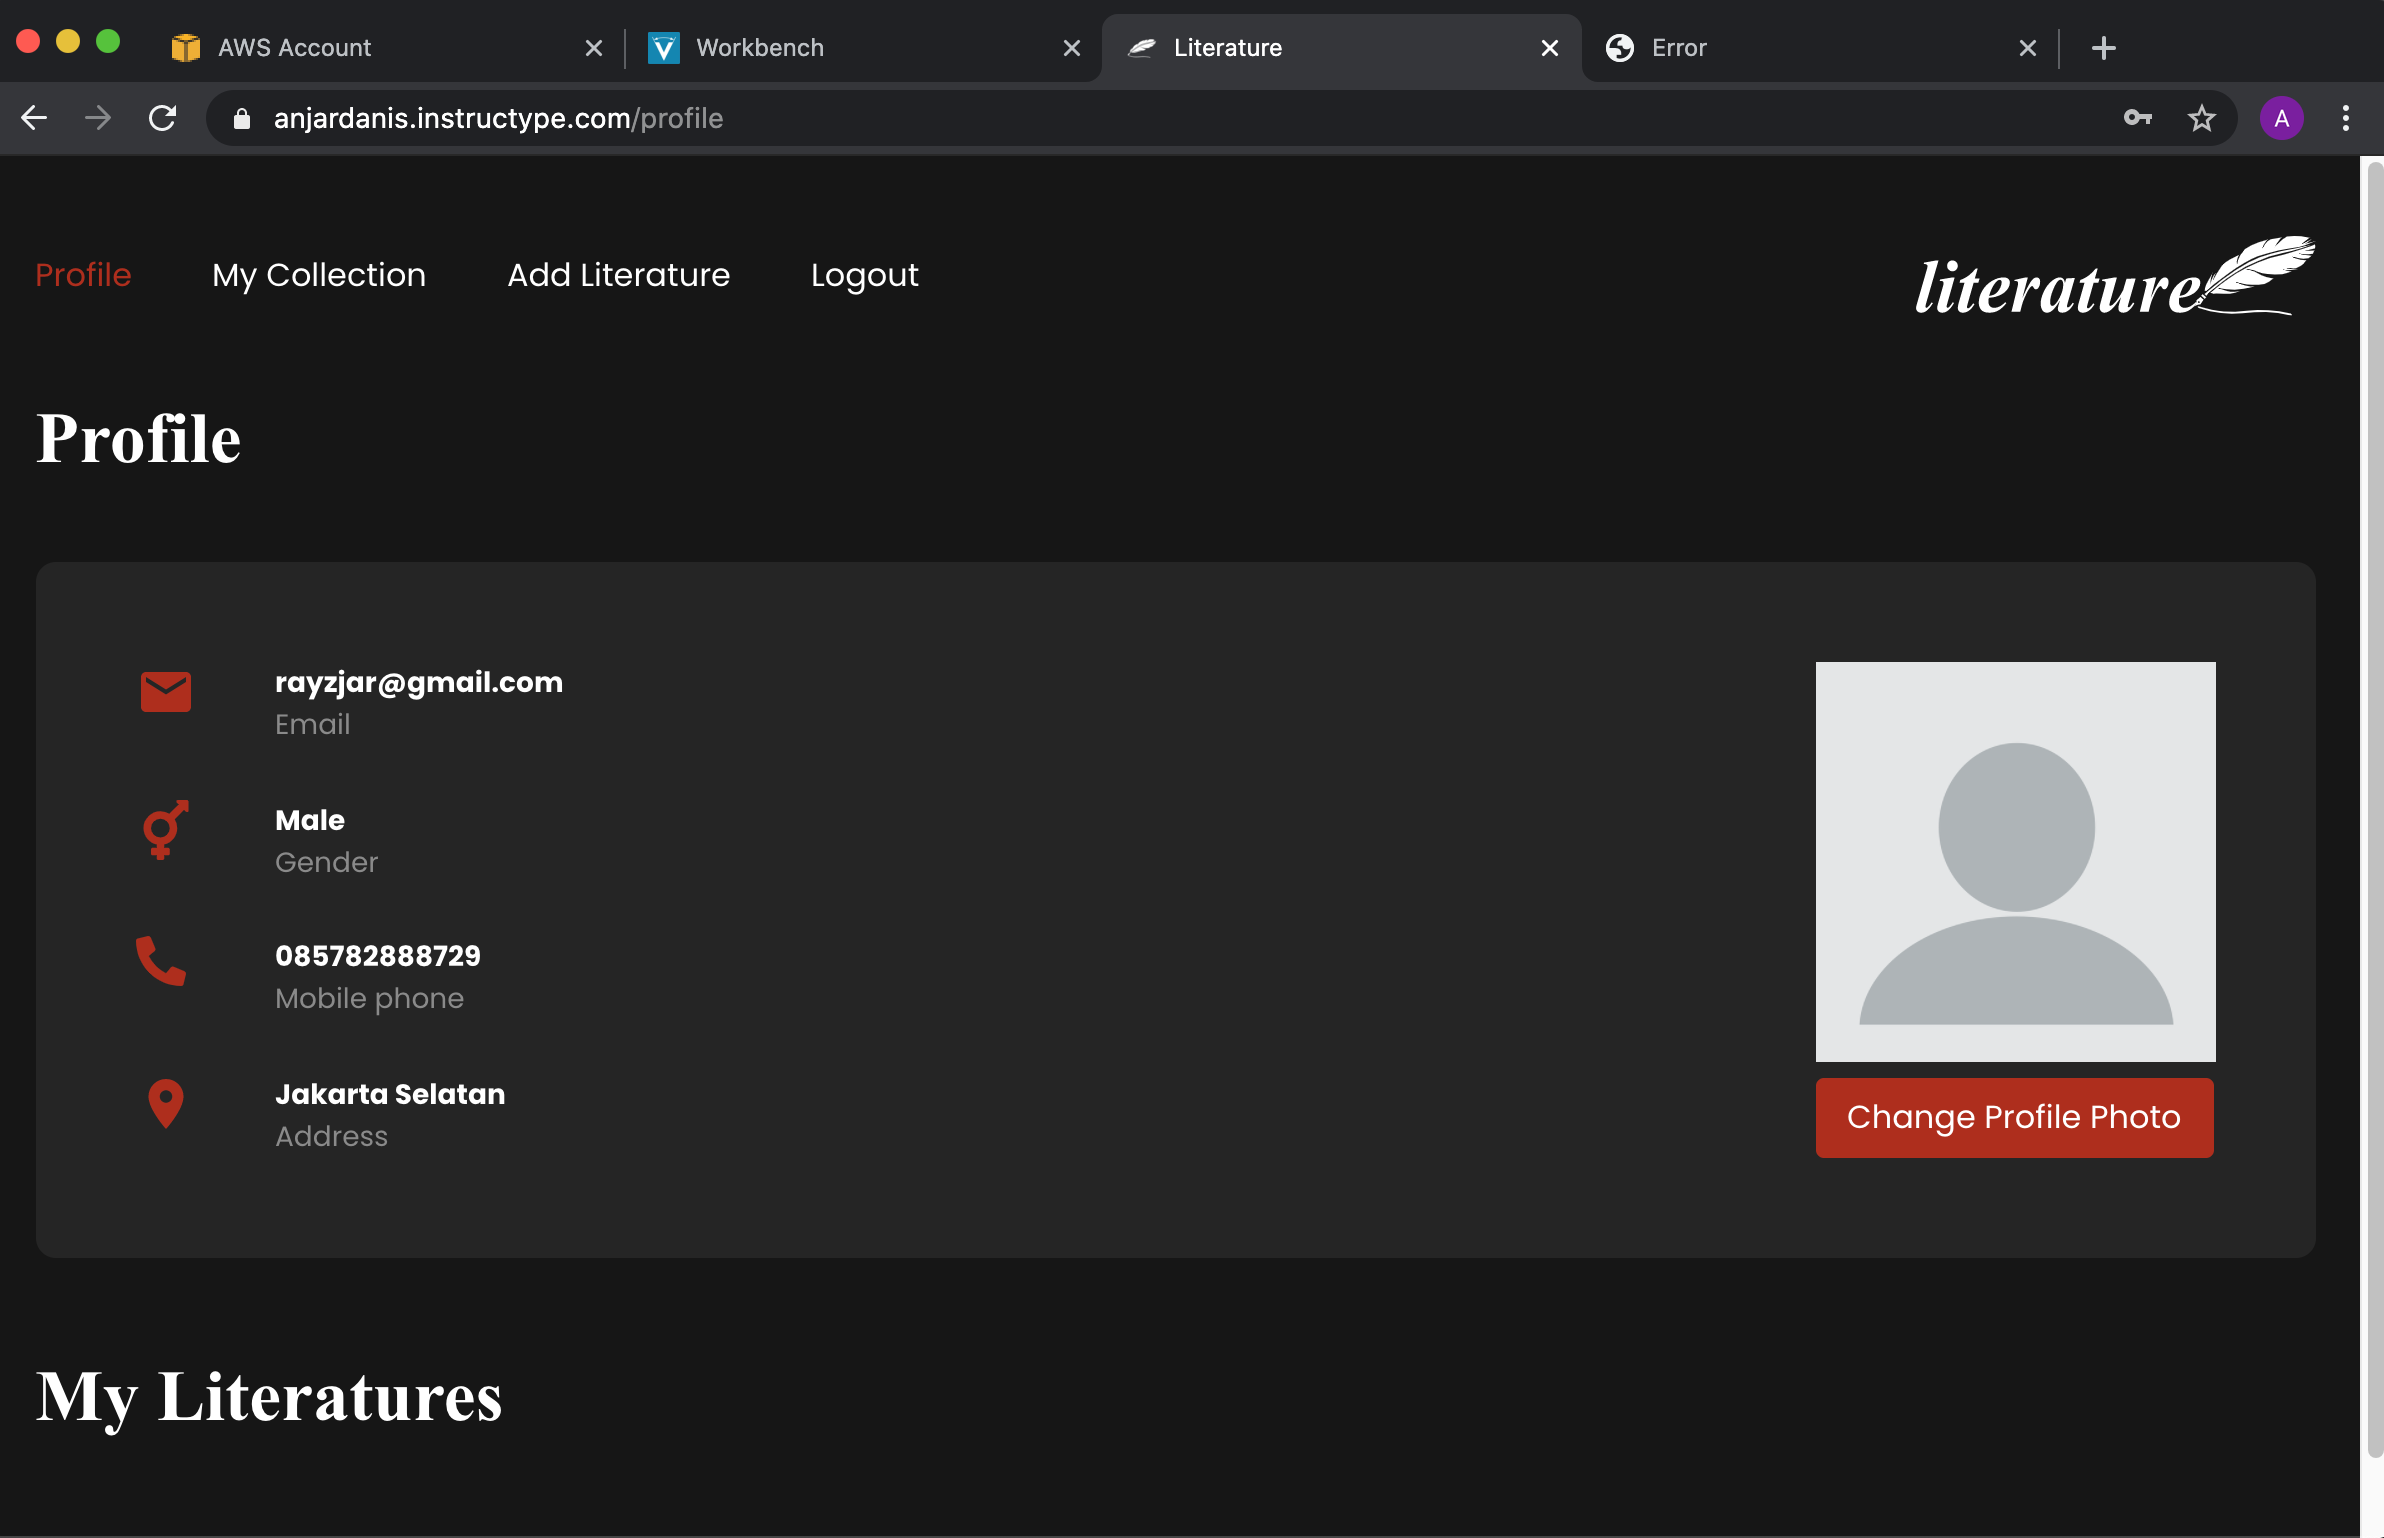 AWS Account
Workbench
Literature
Error
anjardanis.instructype.com/profile
A
Profile
My Collection
Add Literature
Logout
literature
Profile
rayzjar@gmail.com
Email
Male
Gender
085782888729
Mobile phone
Jakarta Selatan
Address
Change Profile Photo
My Literatures